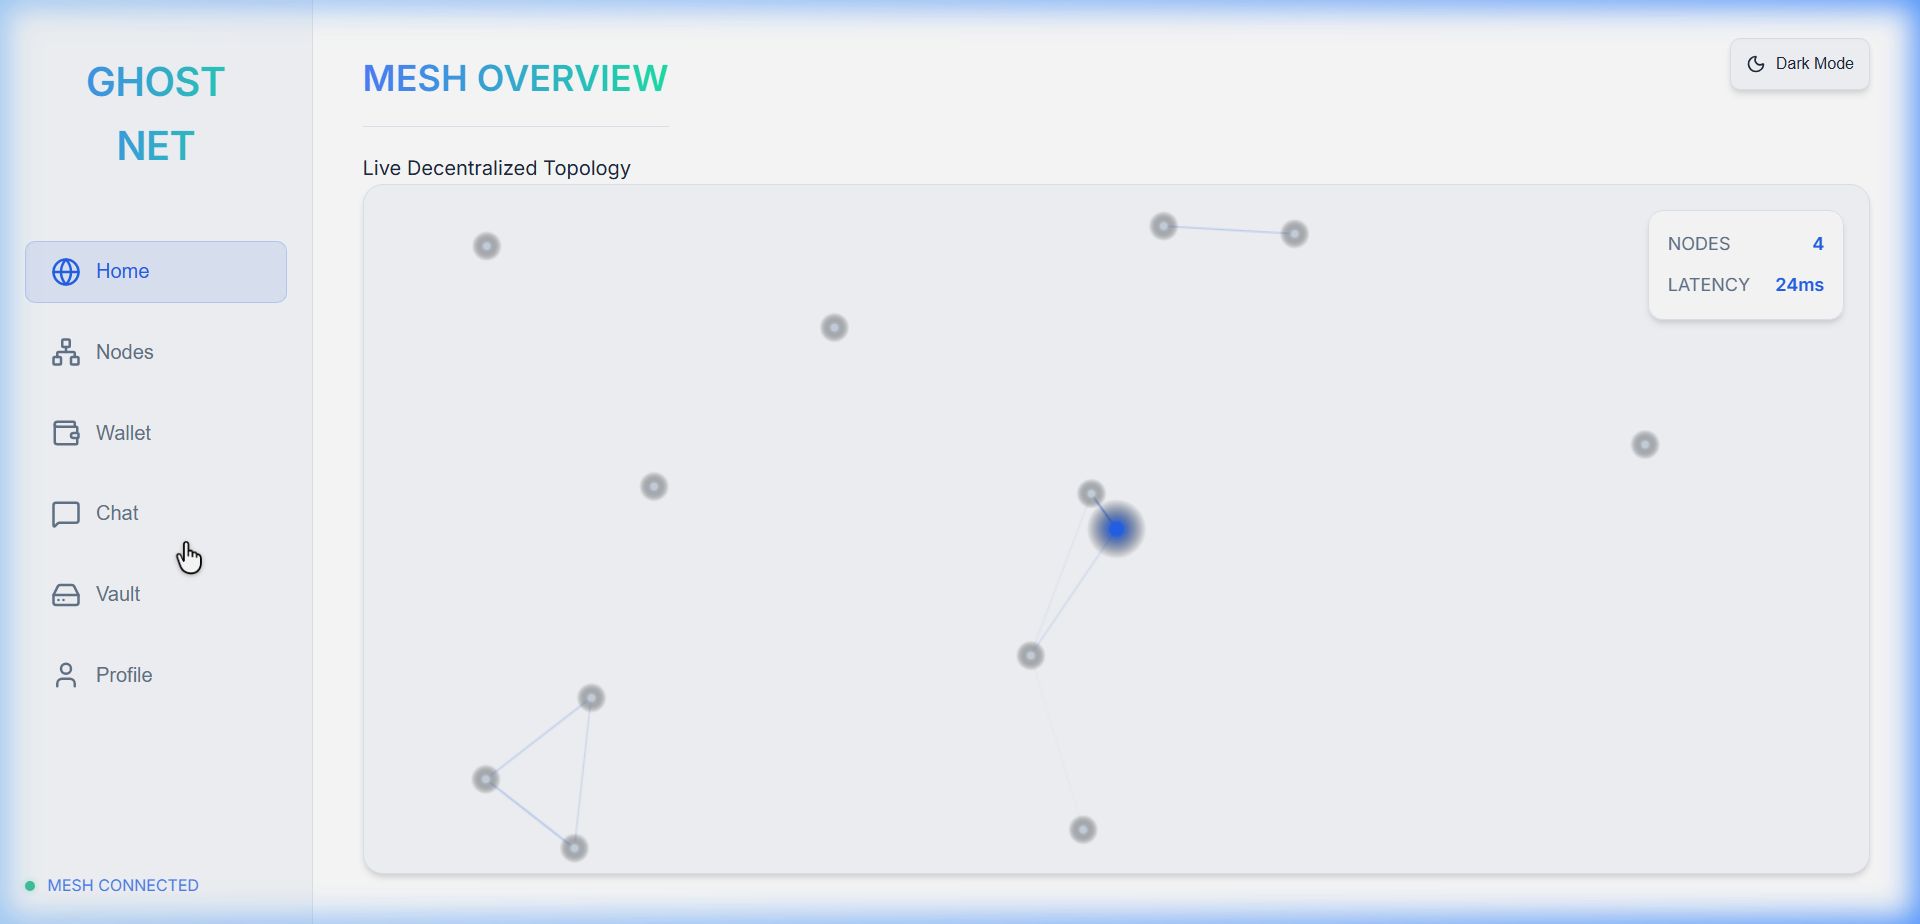 GHOST
NET
Home
Nodes
Wallet
Chat
Vault
Profile
MESH CONNECTED
MESH OVERVIEW
Dark Mode
Live Decentralized Topology
NODES 4
LATENCY 24ms